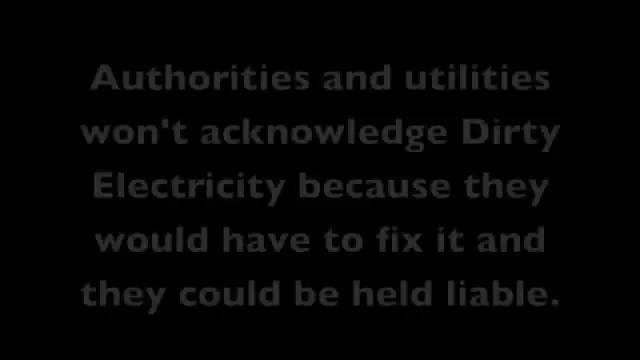 Authorities and utilities
won't acknowledge Dirty
Electricity because they
would have to fix it and
they could be held liable.